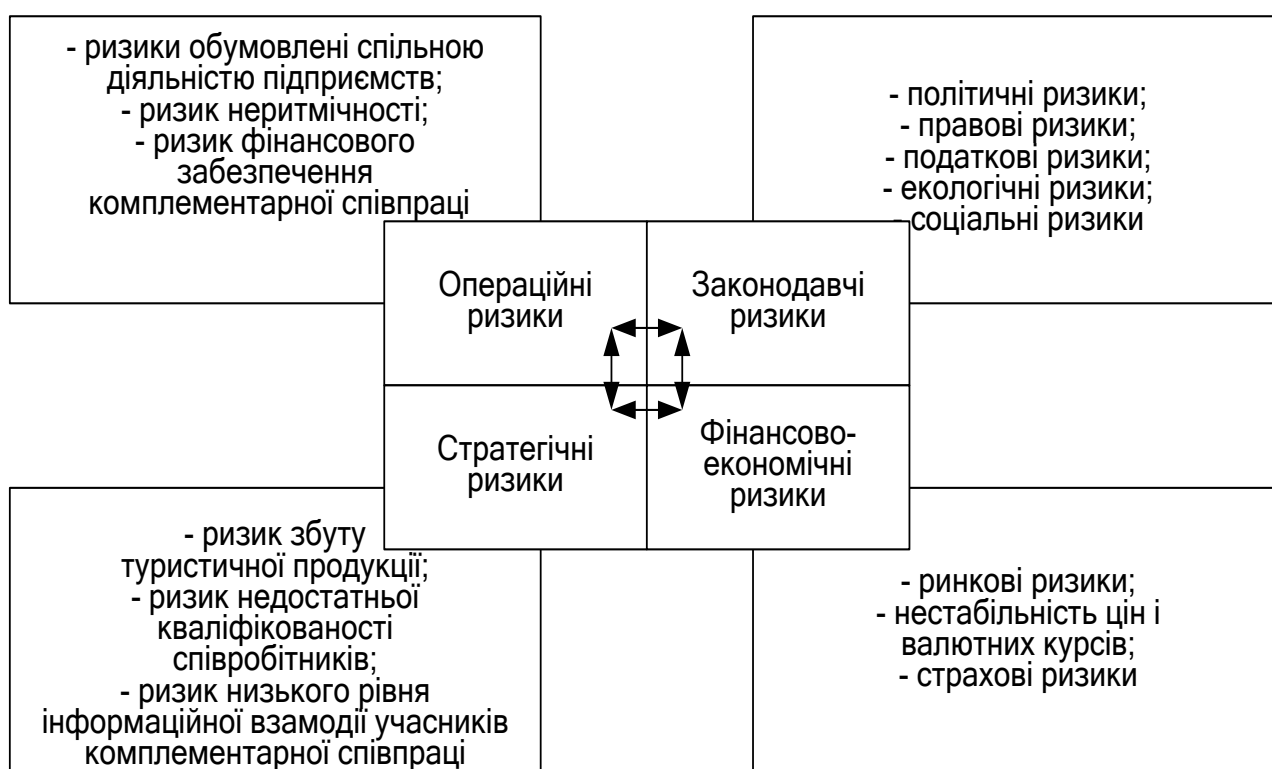 - ризики обумовлені спільною
діяльністю підприємств;
- ризик неритмічності;
- ризик фінансового
забезпечення
комплементарної співпраці
- політичні ризики;
- правові ризики;
- податкові ризики;
- екологічні ризики;
- соціальні ризики
Операційні
ризики
Законодавчі
ризики
Стратегічні
ризики
Фінансово-
економічні
ризики
- ризик збуту
туристичної продукції;
- ризик недостатньої
кваліфікованості
співробітників;
- ризик низького рівня
інформаційної взамодії учасників
комплементарної співпраці
- ринкові ризики;
- нестабільність цін і
валютних курсів;
- страхові ризики